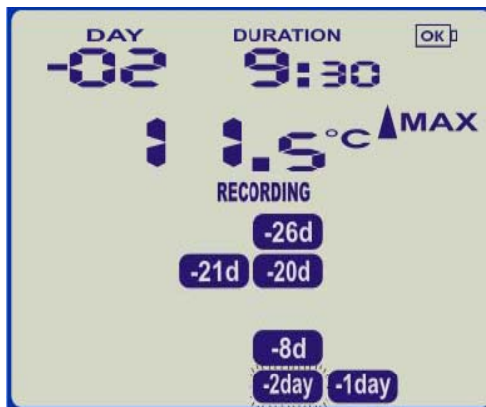 DAY DURATION OK
-02 9:30
11.5°C MAX
RECORDING
-26d
-21d -20d
-8d
-2day -1day